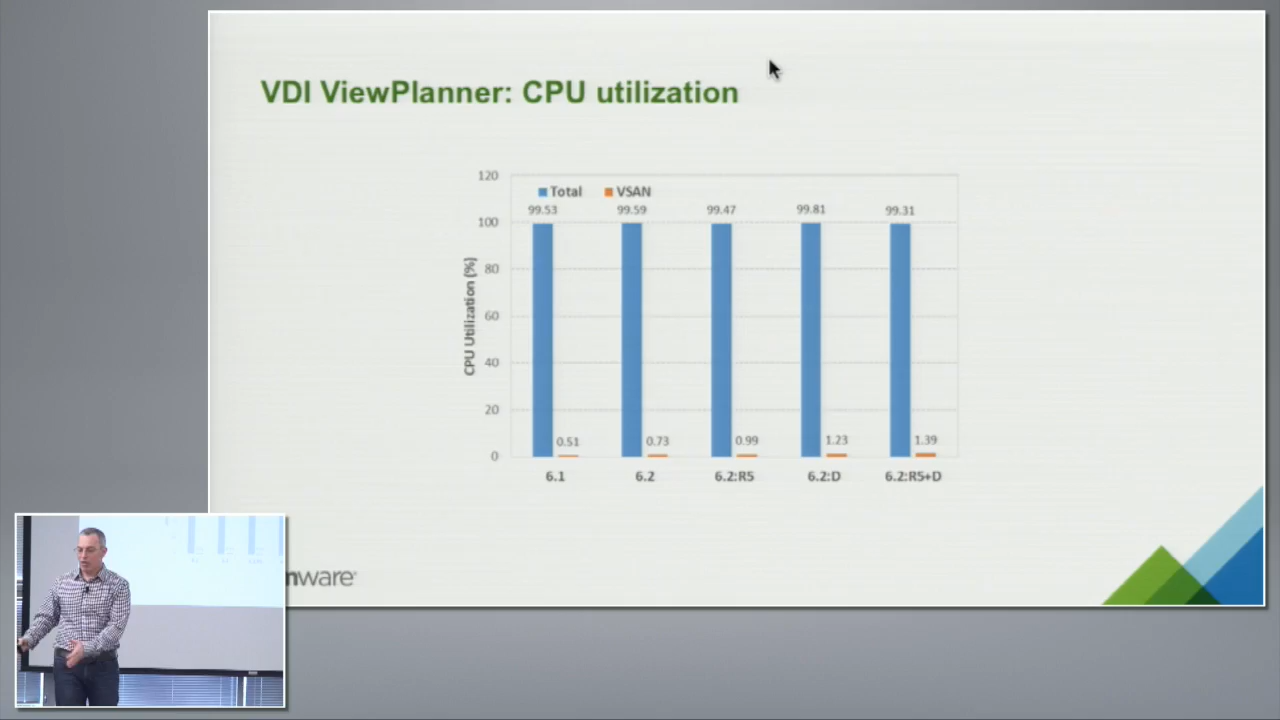 VDI ViewPlanner: CPU utilization
120
Total VSAN
99.53 99.59 99.47 99.81 99.31
100
80
60
40
20
0
CPU Utilization (%)
0.51 0.73 0.99 1.23 1.39
6.1 6.2 6.2:R5 6.2:D 6.2:R5+D
mware